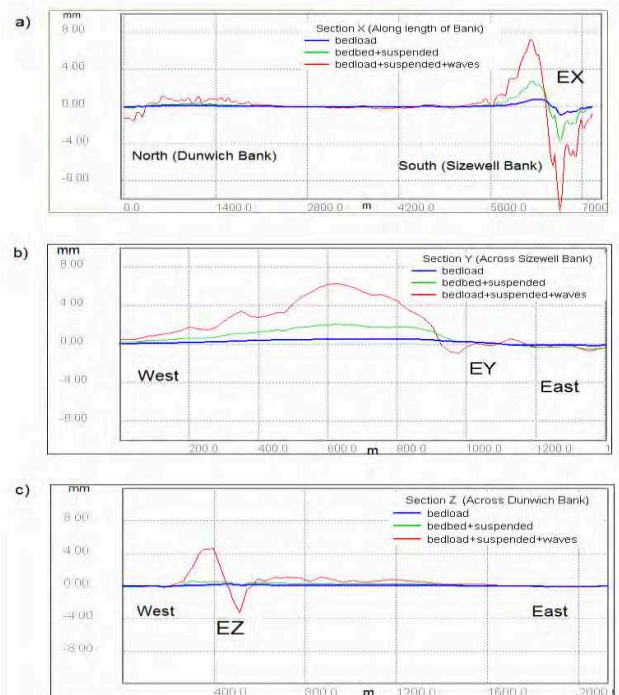 a)
mm
Section X (Along length of Bank)
bedload
bedbed+suspended
bedload+suspended+waves
8.00
4.00
0.00
-4.00
-8.00
EX
North (Dunwich Bank)
South (Sizewell Bank)
0.0 1400.0 2800.0 m 4200.0 5600.0 7000
b)
mm
Section Y (Across Sizewell Bank)
bedload
bedbed+suspended
bedload+suspended+waves
8.00
4.00
0.00
-4.00
-8.00
West
EY
East
200.0 400.0 600.0 m 800.0 1000.0 1200.0 1
c)
mm
Section Z (Across Dunwich Bank)
bedload
bedbed+suspended
bedload+suspended+waves
8.00
4.00
0.00
-4.00
-8.00
West
EZ
East
400.0 800.0 m 1200.0 1600.0 2000.0